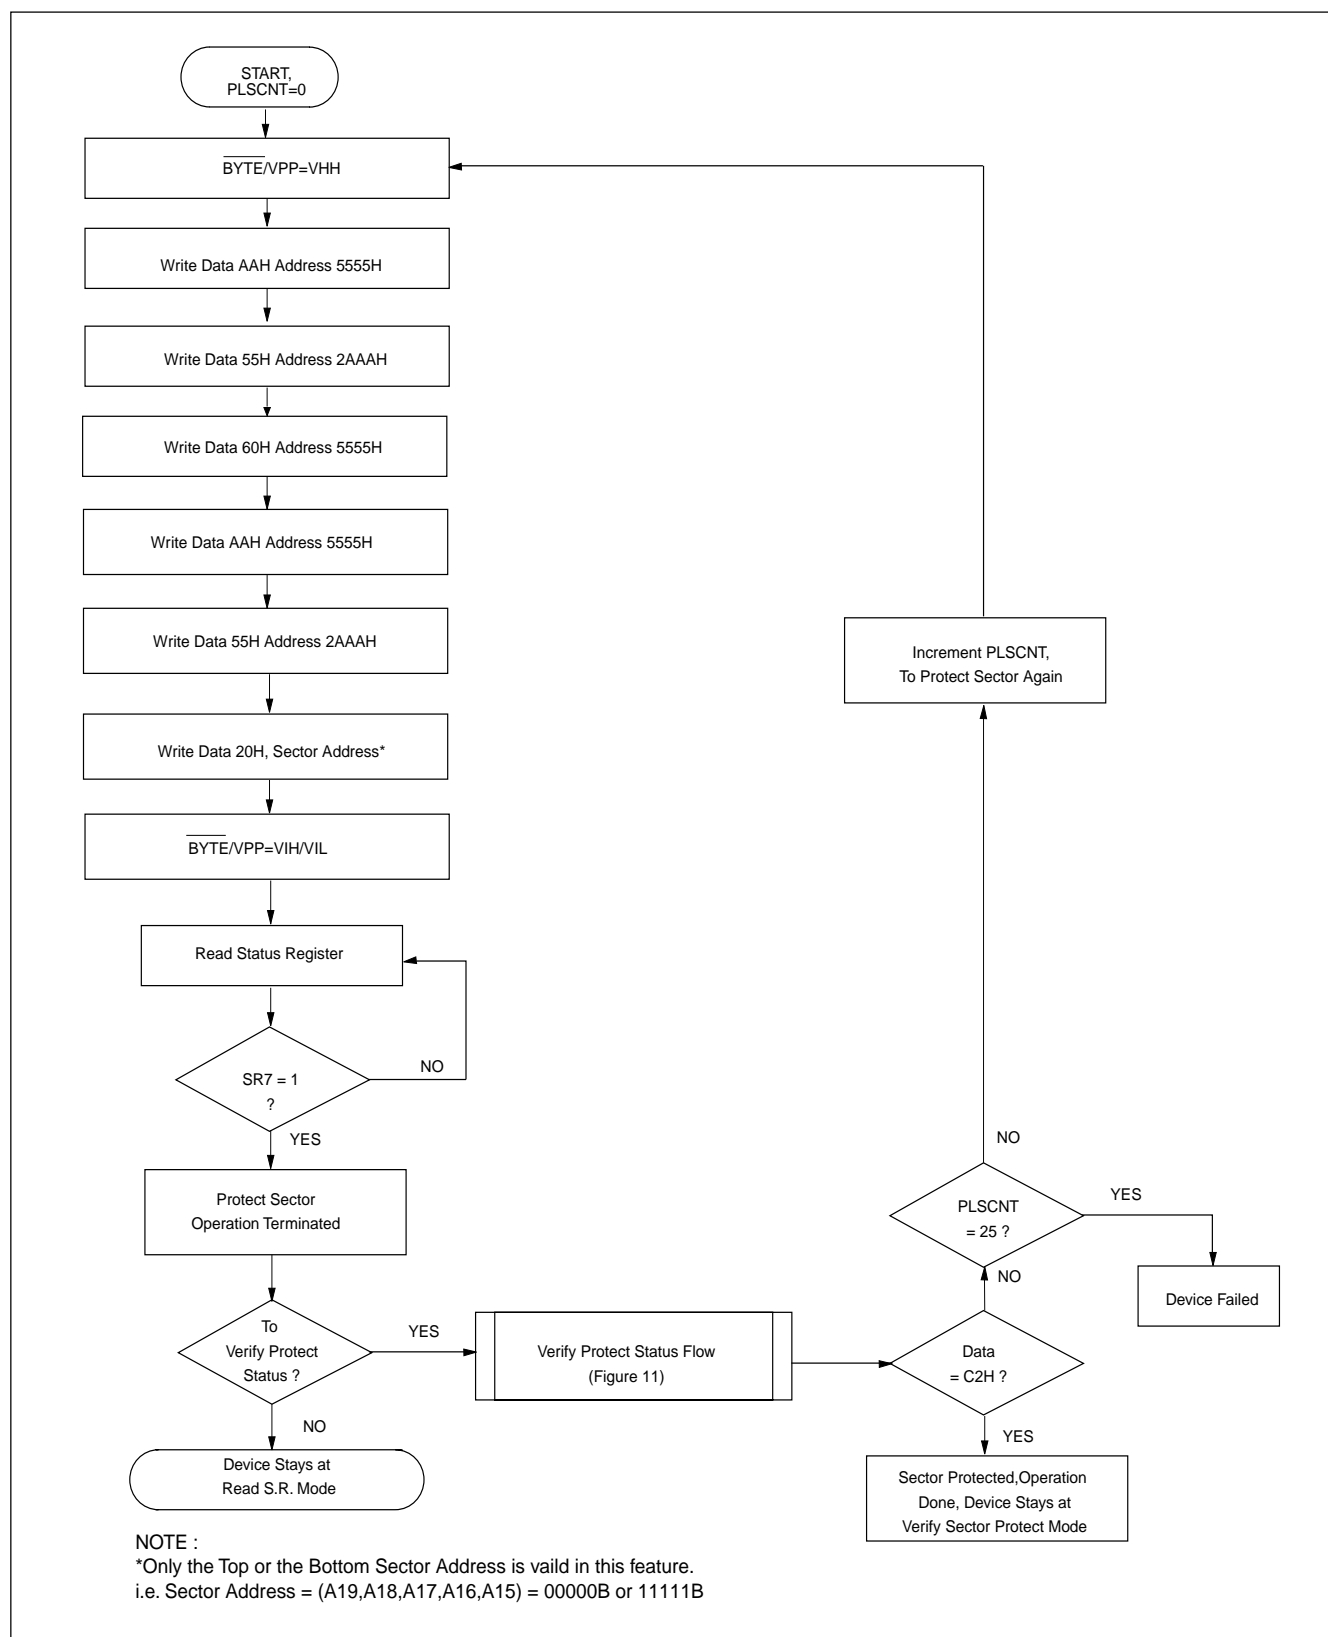 START,
PLSCNT=0
BYTE/VPP=VHH
Write Data AAH Address 5555H
Write Data 55H Address 2AAAH
Write Data 60H Address 5555H
Write Data AAH Address 5555H
Write Data 55H Address 2AAAH
Write Data 20H, Sector Address*
BYTE/VPP=VIH/VIL
Read Status Register
SR7 = 1
?
NO
YES
Protect Sector
Operation Terminated
To
Verify Protect
Status ?
YES
NO
Device Stays at
Read S.R. Mode
Verify Protect Status Flow
(Figure 11)
Data
= C2H ?
NO
YES
Sector Protected,Operation
Done, Device Stays at
Verify Sector Protect Mode
PLSCNT
= 25 ?
YES
Device Failed
NO
Increment PLSCNT,
To Protect Sector Again
NOTE :
*Only the Top or the Bottom Sector Address is vaild in this feature.
i.e. Sector Address = (A19,A18,A17,A16,A15) = 00000B or 11111B